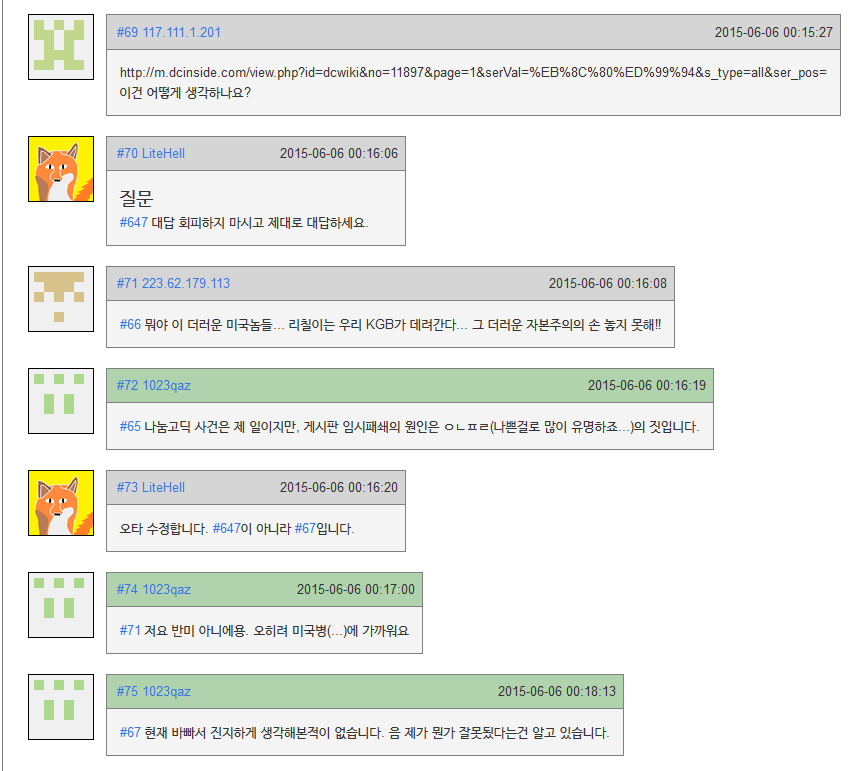 #69 117.111.1.201 2015-06-06 00:15:27
http://m.dcinside.com/view.php?id=dcwiki&no=11897&page=1&serVal=%EB%8C%80%ED%99%94&s_type=all&ser_pos=
이건 어떻게 생각하나요?
#70 LiteHell 2015-06-06 00:16:06
질문
#647 대답 회피하지 마시고 제대로 대답하세요.
#71 223.62.179.113 2015-06-06 00:16:08
#66 뭐야 이 더러운 미국놈들... 리칠이는 우리 KGB가 데려간다... 그 더러운 자본주의의 손 놓지 못해!!
#72 1023qaz 2015-06-06 00:16:19
#65 나눔고딕 사건은 제 일이지만, 게시판 임시패쇄의 원인은 ㅇㄴㅍㄹ(나쁜걸로 많이 유명하죠...)의 짓입니다.
#73 LiteHell 2015-06-06 00:16:20
오타 수정합니다. #647이 아니라 #67입니다.
#74 1023qaz 2015-06-06 00:17:00
#71 저요 반미 아니에용. 오히려 미국병(...)에 가까워요
#75 1023qaz 2015-06-06 00:18:13
#67 현재 바빠서 진지하게 생각해본적이 없습니다. 음 제가 뭔가 잘못됬다는건 알고 있습니다.